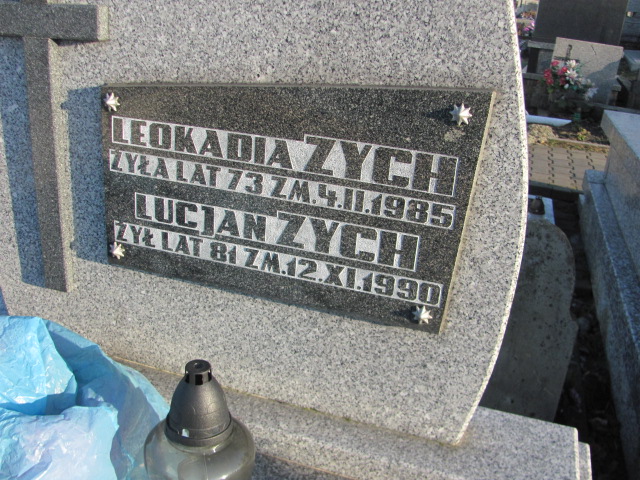 LEOKADIA ZYCH
ŻYŁA LAT 73 ZM. 4.II.1985
LUCJAN ZYCH
ŻYŁ LAT 81 ZM. 12.XI.1990